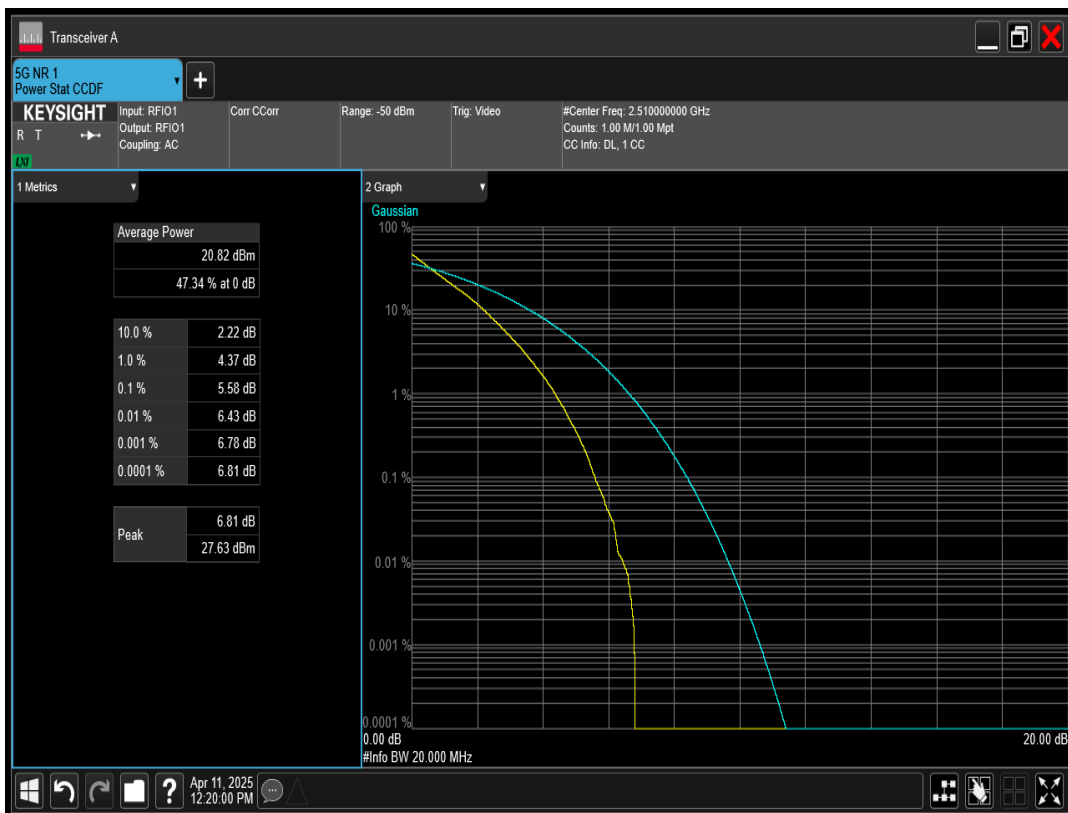 Transceiver A
5G NR 1
Power Stat CCDF
+
KEYSIGHT
R T
LXI
Input: RFIO1
Output: RFIO1
Coupling: AC
Corr CCorr
Range: -50 dBm
Trig: Video
#Center Freq: 2.510000000 GHz
Counts: 1.00 M/1.00 Mpt
CC Info: DL, 1 CC
1 Metrics
Average Power
20.82 dBm
47.34 % at 0 dB
10.0 % 2.22 dB
1.0 % 4.37 dB
0.1 % 5.58 dB
0.01 % 6.43 dB
0.001 % 6.78 dB
0.0001 % 6.81 dB
Peak
6.81 dB
27.63 dBm
2 Graph
Gaussian
100 %
10 %
1 %
0.1 %
0.01 %
0.001 %
0.0001 %
0.00 dB
20.00 dB
#Info BW 20.000 MHz
?
Apr 11, 2025
12:20:00 PM